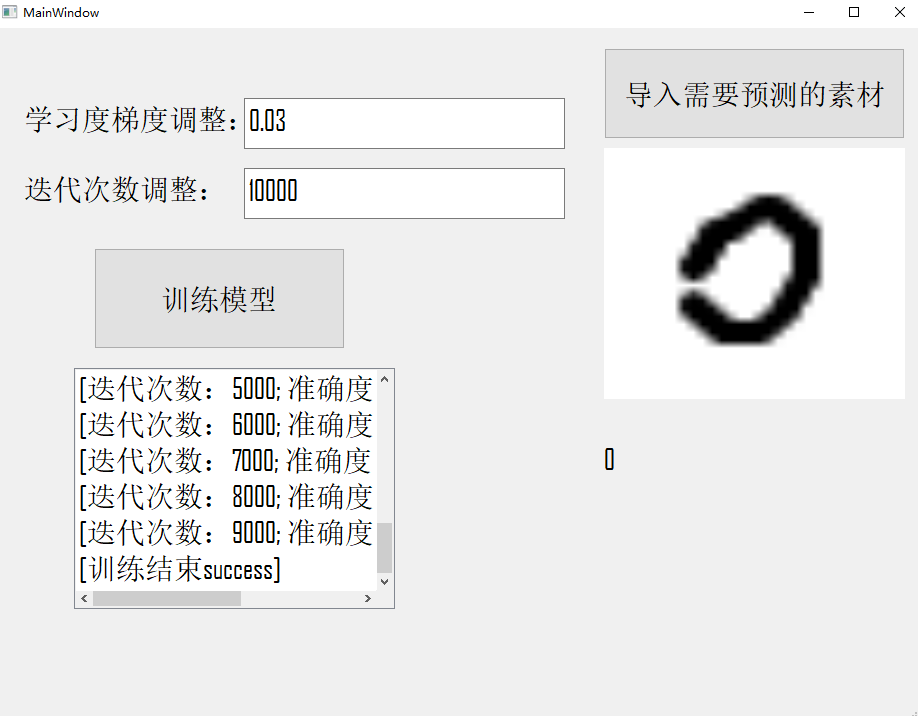 MainWindow
学习度梯度调整：0.03
迭代次数调整：10000
训练模型
[迭代次数：5000; 准确度
[迭代次数：6000; 准确度
[迭代次数：7000; 准确度
[迭代次数：8000; 准确度
[迭代次数：9000; 准确度
[训练结束success]
导入需要预测的素材
0